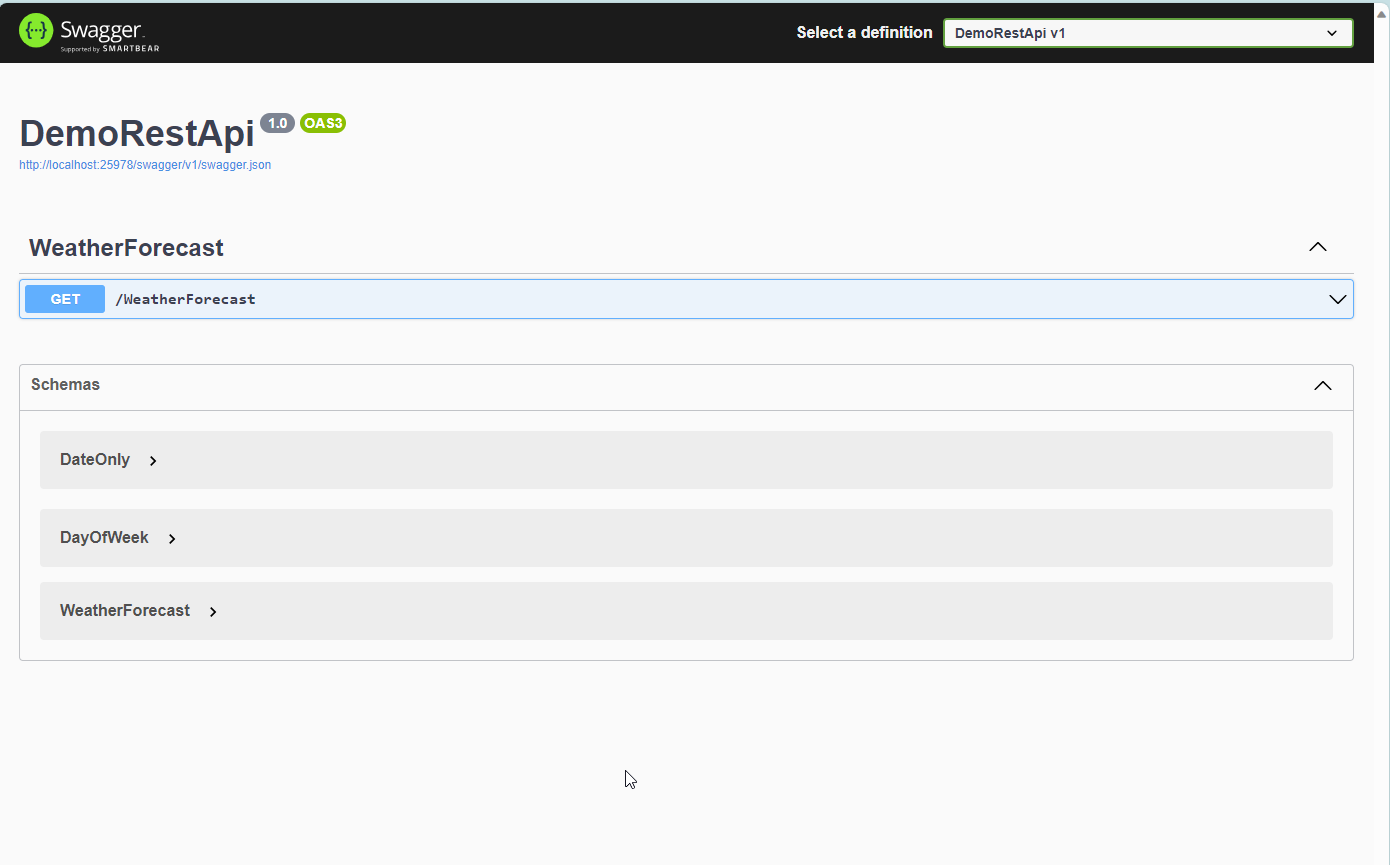 Swagger
Supported by SMARTBEAR
Select a definition
DemoRestApi v1
DemoRestApi 1.0 OAS3
http://localhost:25978/swagger/v1/swagger.json
WeatherForecast
GET /WeatherForecast
Schemas
DateOnly
DayOfWeek
WeatherForecast